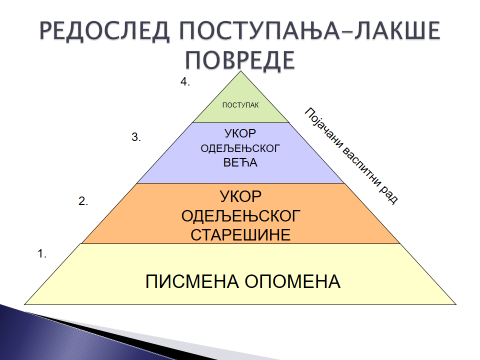 РЕДОСЛЕД ПОСТУПАЊА-ЛАКШЕ
ПОВРЕДЕ
4.
ПОСТУПАК
3.
УКОР
ОДЕЉЕЊСКОГ
ВЕЋА
Појачани васпитни рад
2.
УКОР
ОДЕЉЕЊСКОГ
СТАРЕШИНЕ
1.
ПИСМЕНА ОПОМЕНА